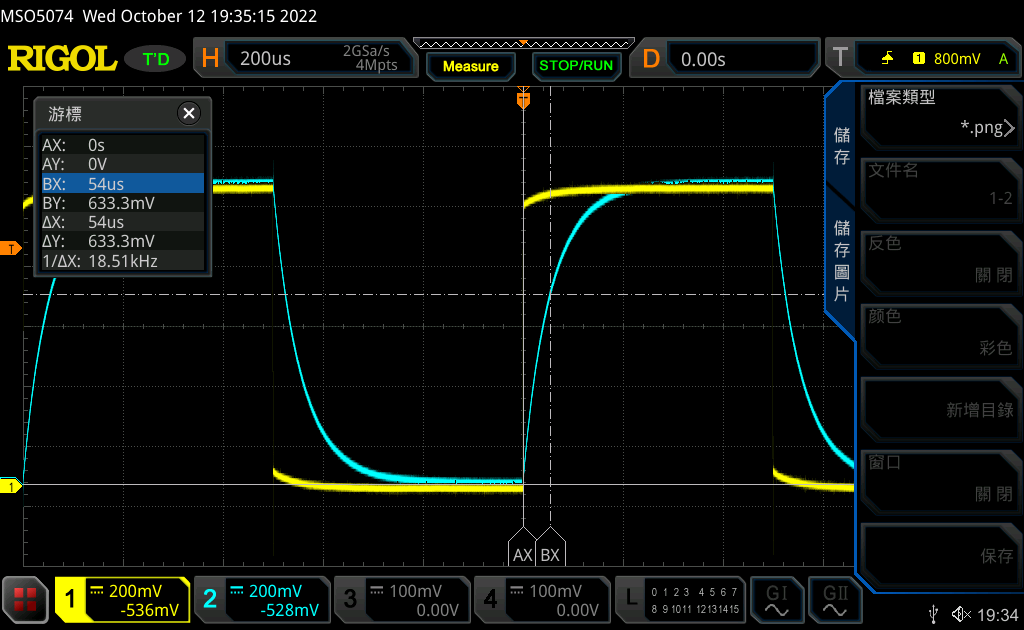 MSO5074 Wed October 12 19:35:15 2022
RIGOL T'D H 200us 2GSa/s 4Mpts Measure STOP/RUN D 0.00s T 1 800mV A
T
游標
AX: 0s
AY: 0V
BX: 54us
BY: 633.3mV
ΔX: 54us
ΔY: 633.3mV
1/ΔX: 18.51kHz
T
1
AX BX
儲存
儲存圖片
檔案類型
*.png
文件名
1-2
反色
關閉
颜色
彩色
新增目錄
窗口
關閉
保存
1 200mV -536mV
2 200mV -528mV
3 100mV 0.00V
4 100mV 0.00V
L 0 1 2 3 4 5 6 7
8 9 10 11 12 13 14 15
GI GII
19:34